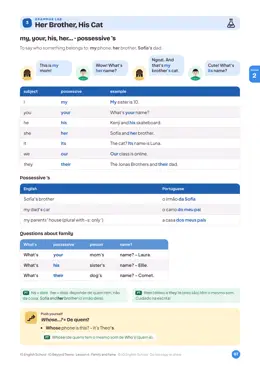 GRAMMAR LAB
Her Brother, His Cat
my, your, his, her... · possessive 's
To say who something belongs to: my phone, her brother, Sofia's dad.
This is my mom!
Wow! What's her name?
Ngoat. And that's my brother's cat.
Cute! What's its name?
subject possessive example
I my My sister is 10.
you your What's your name?
he his Kenji and his skateboard.
she her Sofia and her brother.
it its The cat? Its name is Luna.
we our Our class is online.
they their The Jones Brothers and their dad.
Possessive 's
English Portuguese
Sofia's brother o irmão da Sofia
my dad's car o carro do meu pai
my parents' house (plural with -s: only ') a casa dos meus pais
Questions about family
What's possessive person name?
What's your mom's name? – Laura.
What's his sister's name? – Ellie.
What's their dog's name? – Comet.
Push yourself
Whose...? • Go quest!
• Whose phone is this? – It's Theo's.
2